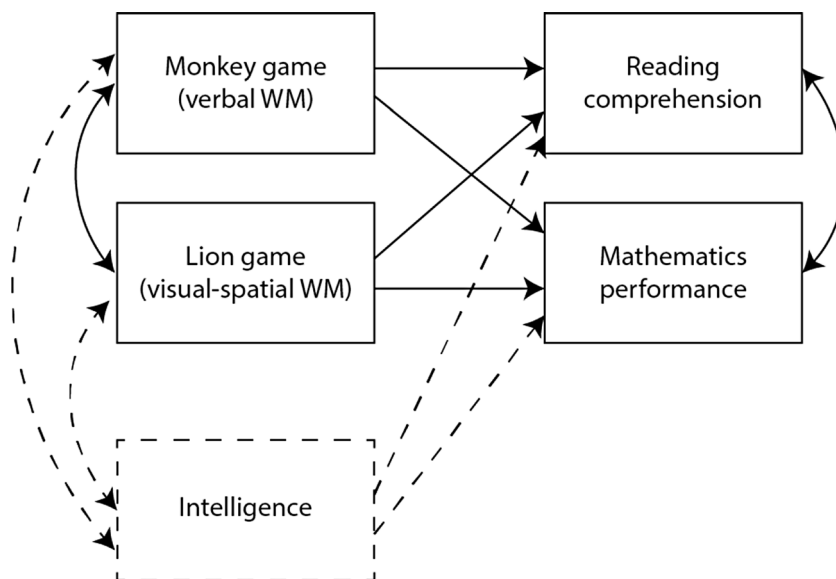 Monkey game
(verbal WM)
Reading
comprehension
Lion game
(visual-spatial WM)
Mathematics
performance
Intelligence